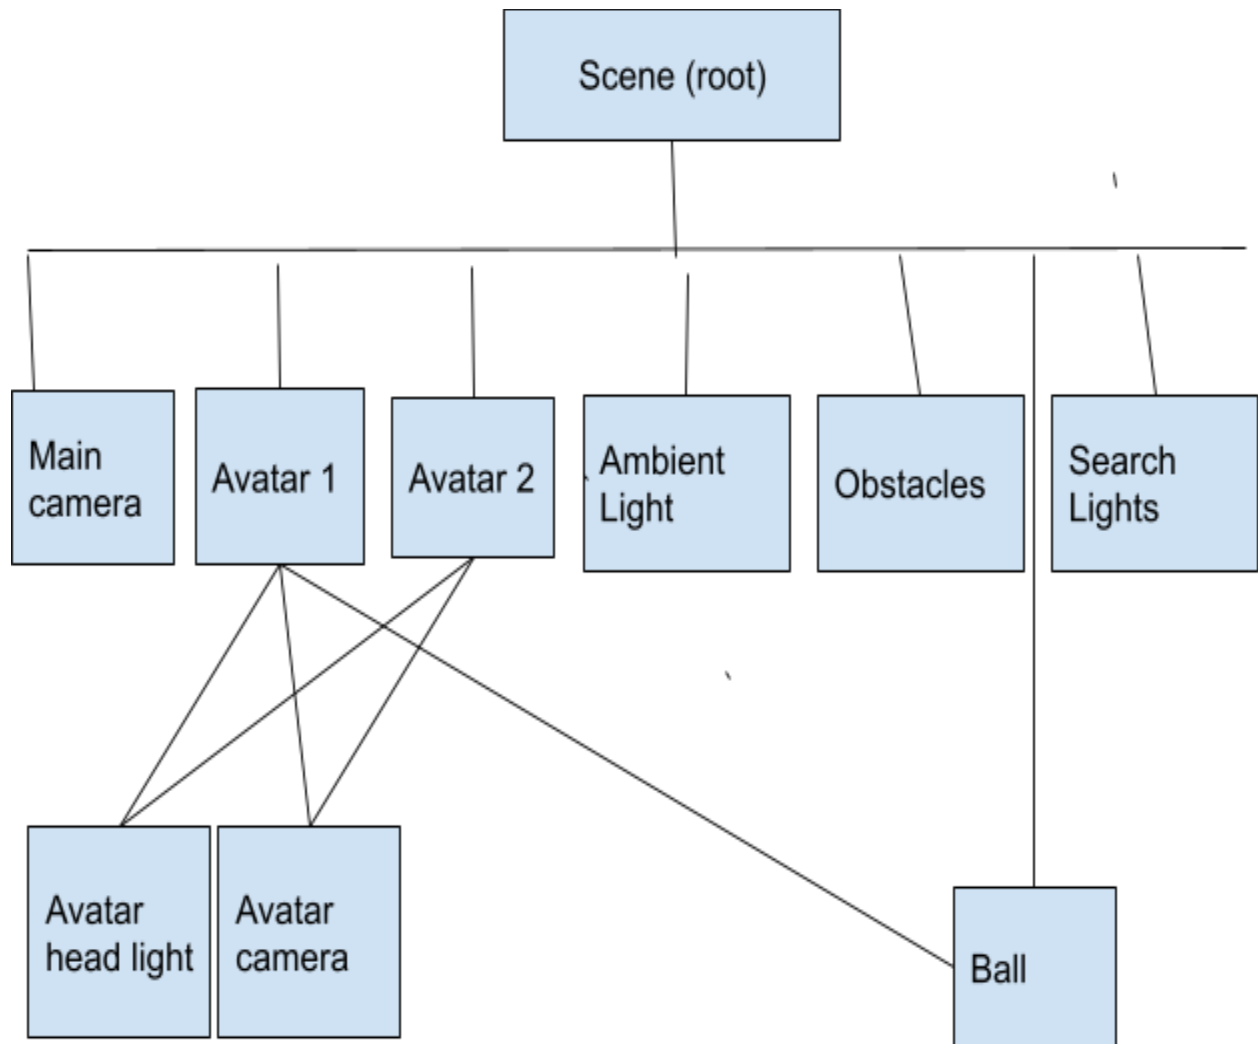 Scene (root)
Main
camera
Avatar 1
Avatar 2
Ambient
Light
Obstacles
Search
Lights
Avatar
head light
Avatar
camera
Ball